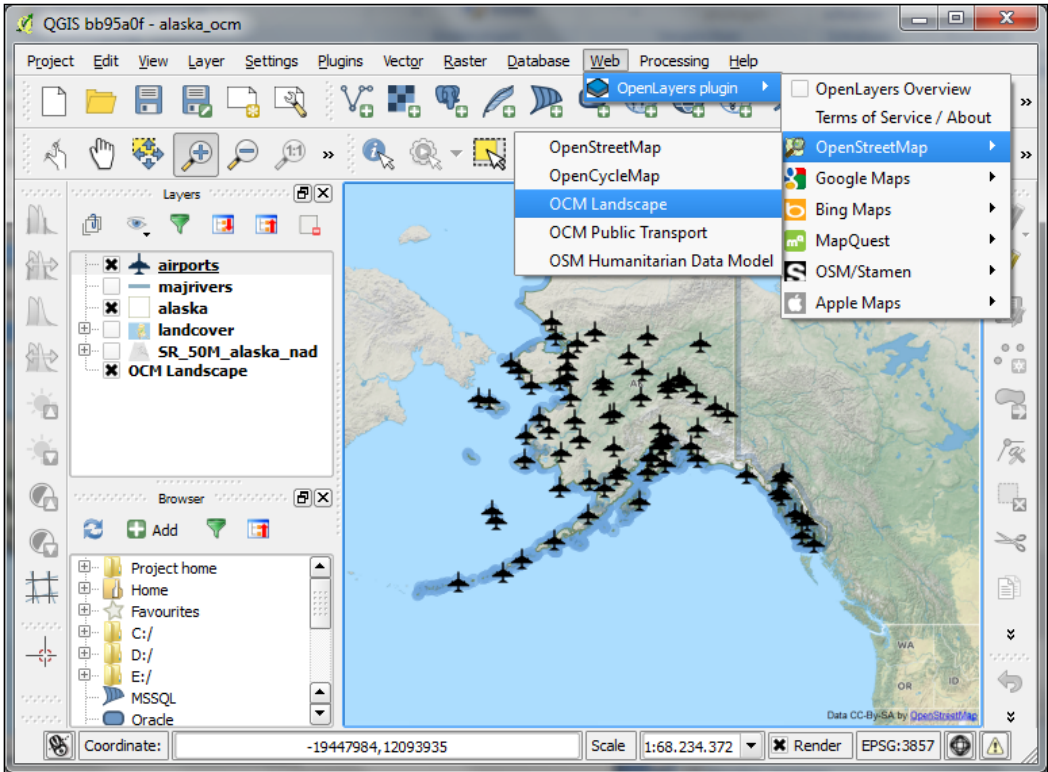 QGIS bb95a0f - alaska_ocm
Project Edit View Layer Settings Plugins Vector Raster Database Web Processing Help
OpenLayers plugin
OpenLayers Overview
Terms of Service / About
OpenStreetMap
Google Maps
Bing Maps
MapQuest
OSM/Stamen
Apple Maps
OpenStreetMap
OpenCycleMap
OCM Landscape
OCM Public Transport
OSM Humanitarian Data Model
1:1
Layers
airports
majrivers
alaska
landcover
SR_50M_alaska_nad
OCM Landscape
Browser
Add
Project home
Home
Favourites
C:/
D:/
E:/
MSSQL
Oracle
WA
OR
ID
Data CC-By-SA by OpenStreetMap
Coordinate: -19447984,12093935 Scale 1:68.234.372 Render EPSG:3857